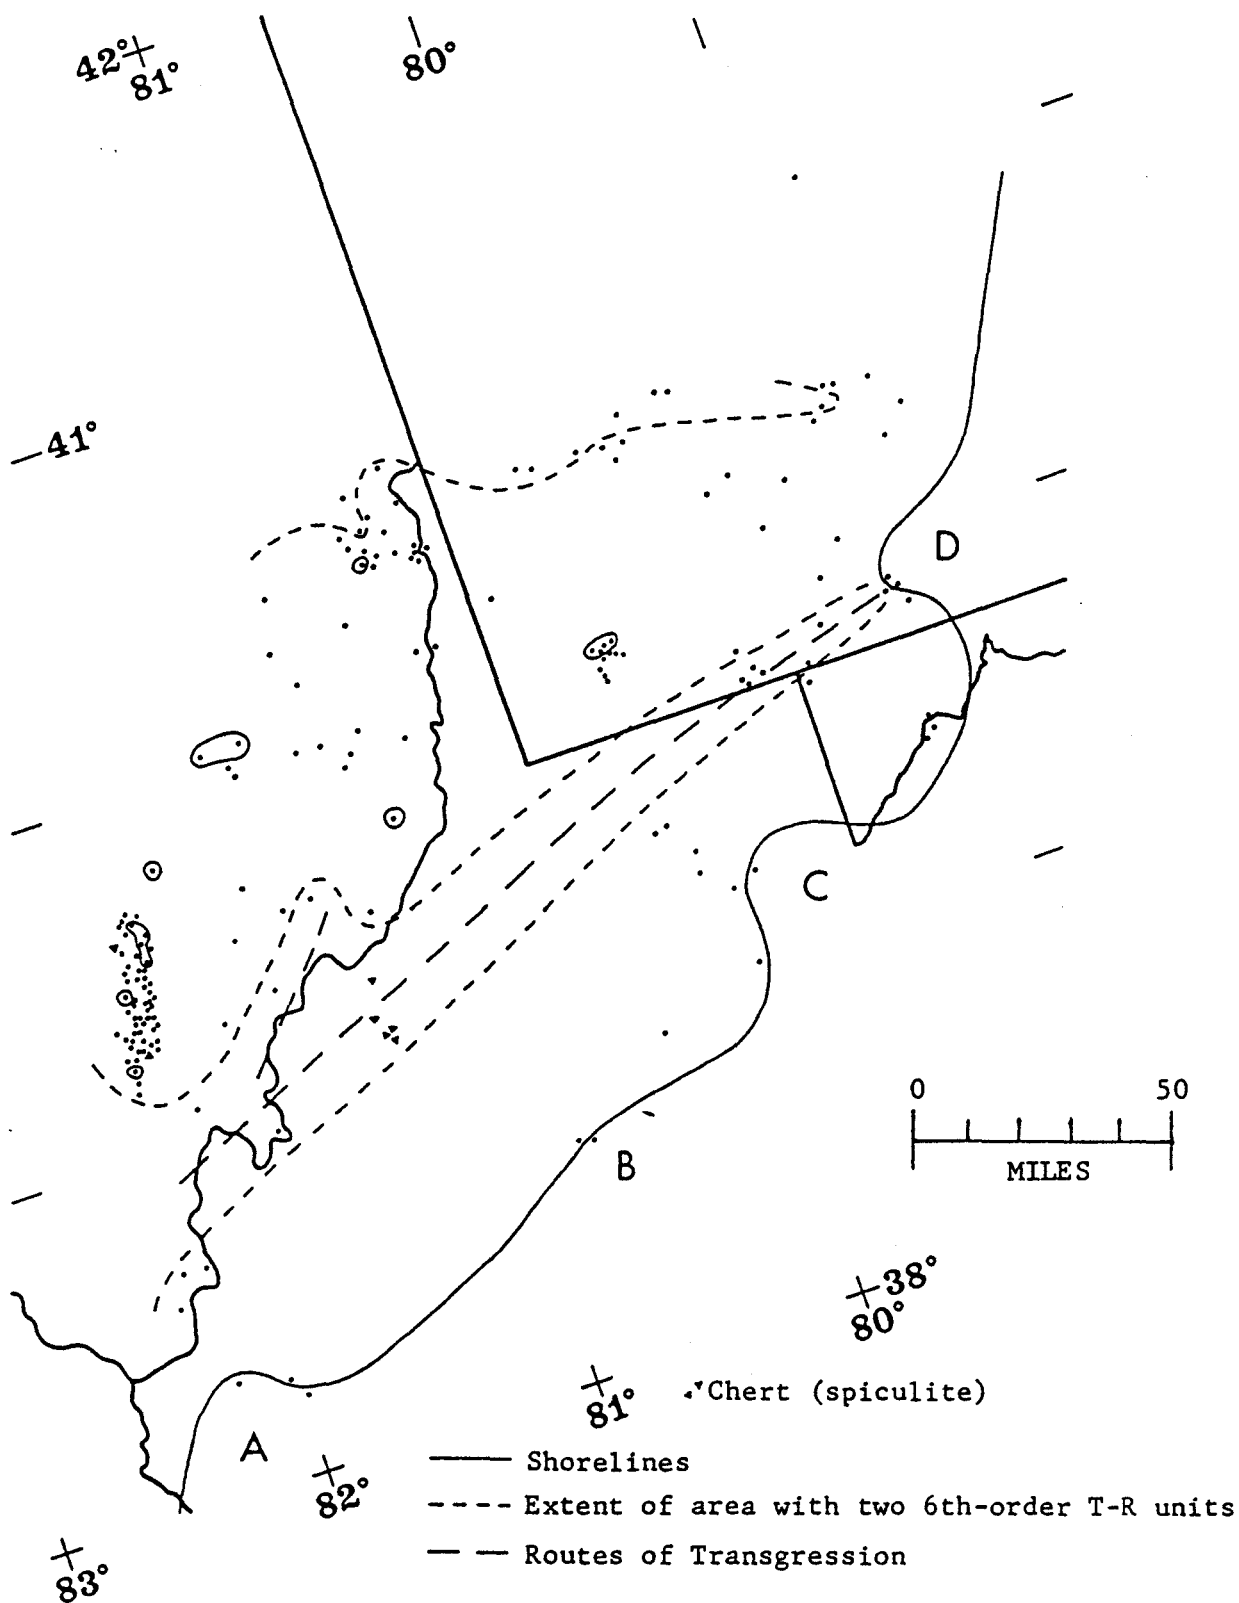 42°
81°
80°
41°
D
C
0 50
MILES
B
38°
80°
81°
Chert (spiculite)
A
82°
Shorelines
Extent of area with two 6th-order T-R units
Routes of Transgression
83°